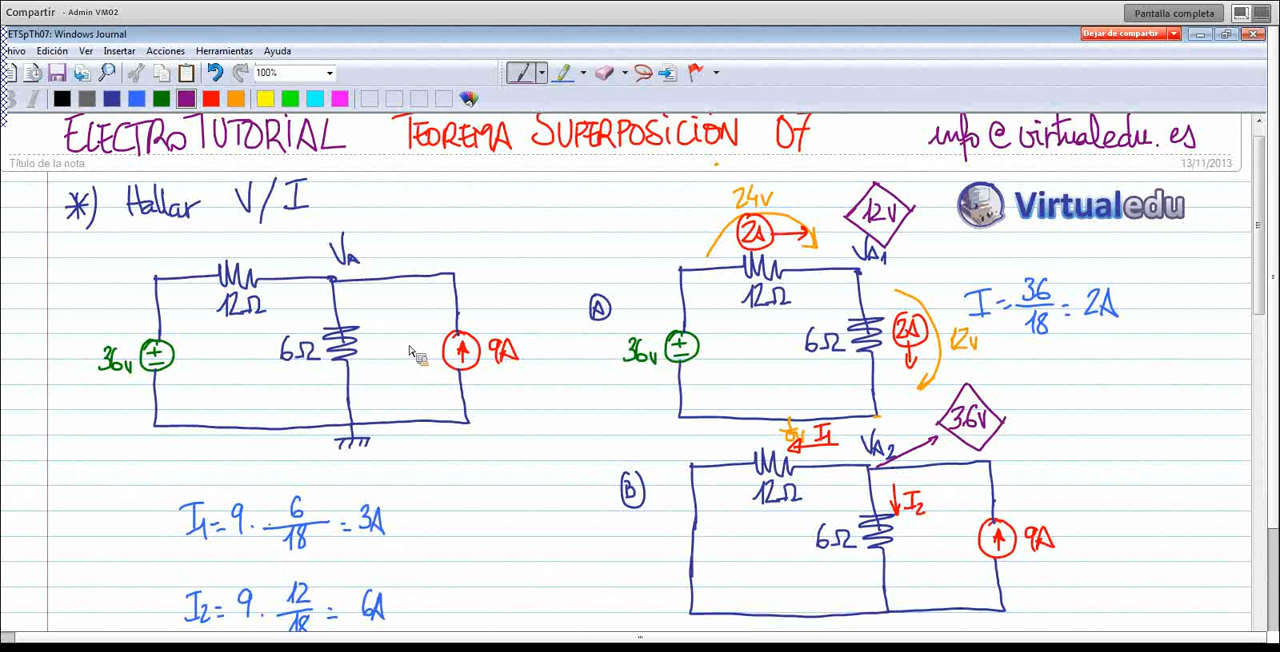 Compartir - Admin VM02
Pantalla completa
ETSpTh07: Windows Journal
Dejar de compartir
hivo Edición Ver Insertar Acciones Herramientas Ayuda
100%
ELECTROTUTORIAL TEOREMA SUPERPOSICIÓN 07 info@virtualedu.es
Título de la nota
13/11/2013
*) Hallar V/I
VA
12Ω
36v
6Ω
9A
I1 = 9 · 6/18 = 3A
I2 = 9 · 12/18 = 6A
24v
2A
12V
Virtualedu
VA1
12Ω
A
I = 36/18 = 2A
36v
6Ω
2A
12v
36V
I1
VA2
12Ω
B
I2
6Ω
9A